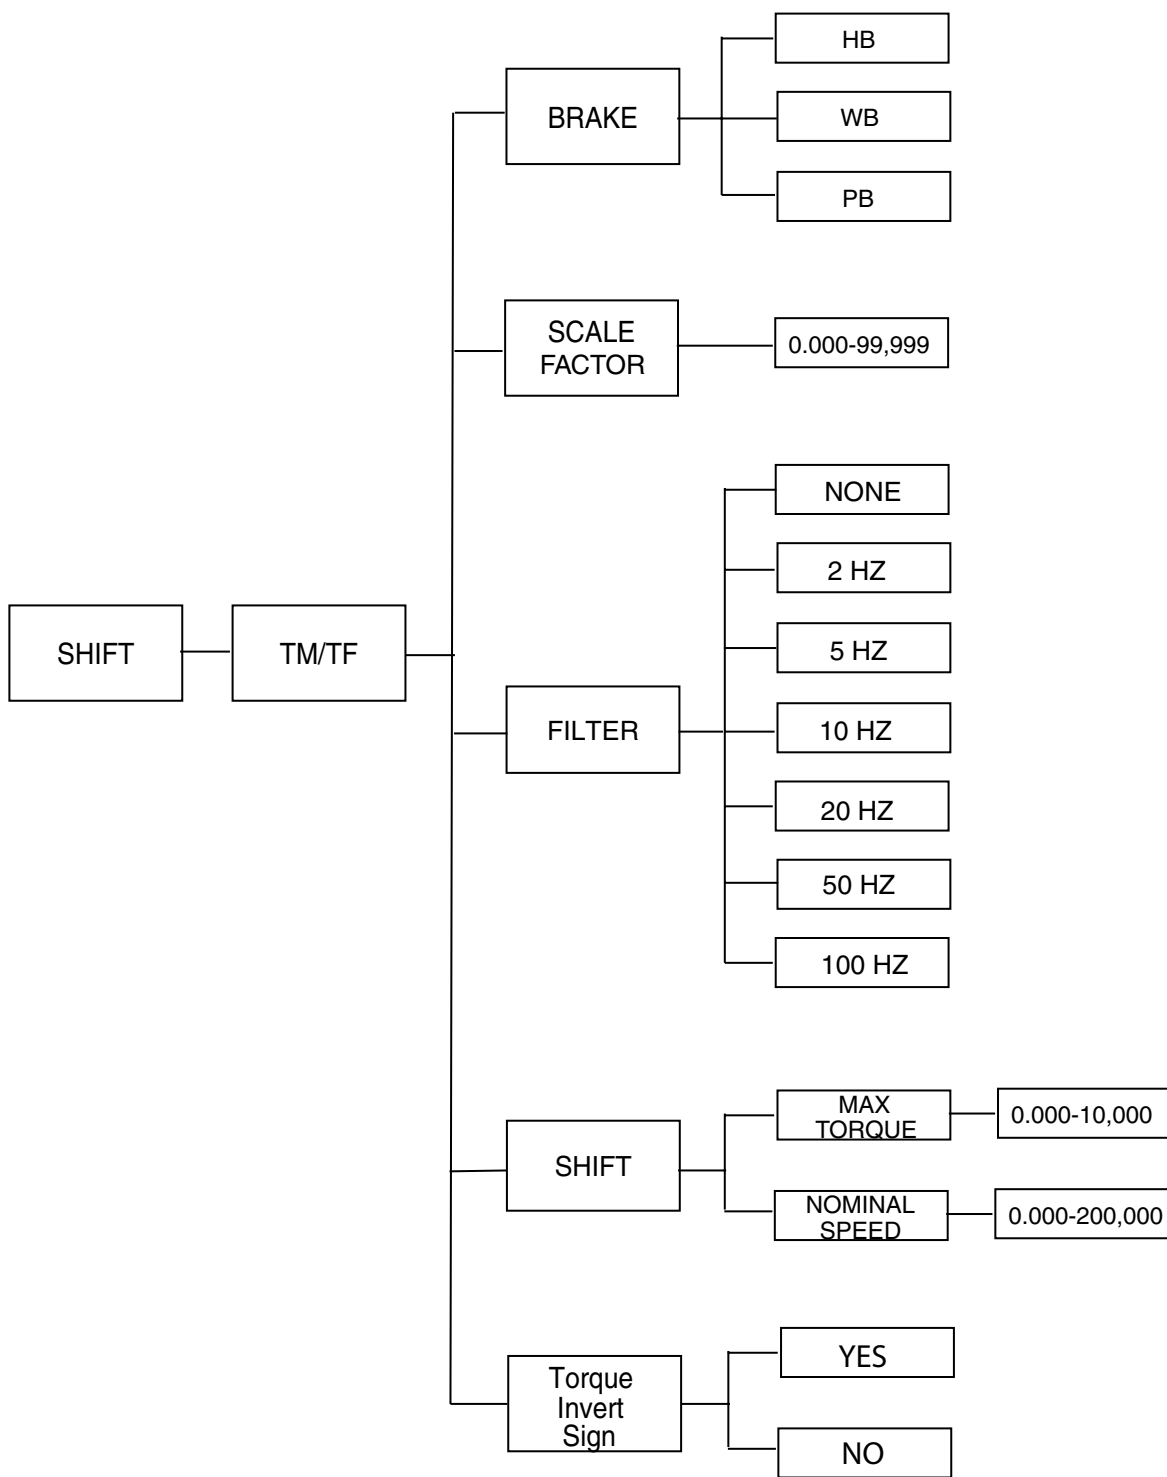 HB
BRAKE
WB
PB
SCALE
FACTOR
0.000-99,999
NONE
2 HZ
5 HZ
SHIFT
TM/TF
FILTER
10 HZ
20 HZ
50 HZ
100 HZ
MAX
TORQUE
0.000-10,000
SHIFT
NOMINAL
SPEED
0.000-200,000
YES
Torque
Invert
Sign
NO